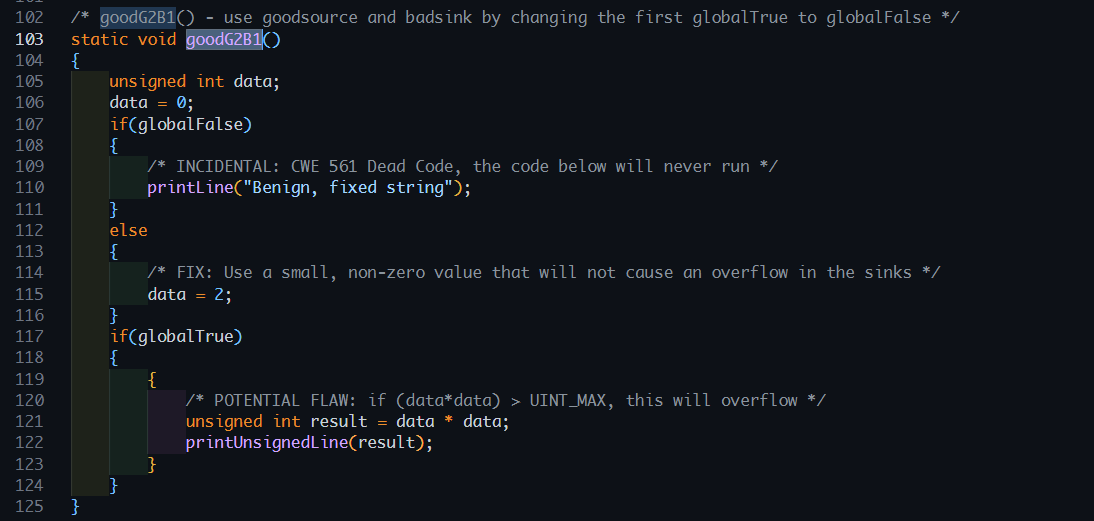 102 /* goodG2B1() - use goodsource and badsink by changing the first globalTrue to globalFalse */
103 static void goodG2B1()
104 {
105     unsigned int data;
106     data = 0;
107     if(globalFalse)
108     {
109         /* INCIDENTAL: CWE 561 Dead Code, the code below will never run */
110         printLine("Benign, fixed string");
111     }
112     else
113     {
114         /* FIX: Use a small, non-zero value that will not cause an overflow in the sinks */
115         data = 2;
116     }
117     if(globalTrue)
118     {
119         {
120             /* POTENTIAL FLAW: if (data*data) > UINT_MAX, this will overflow */
121             unsigned int result = data * data;
122             printUnsignedLine(result);
123         }
124     }
125 }